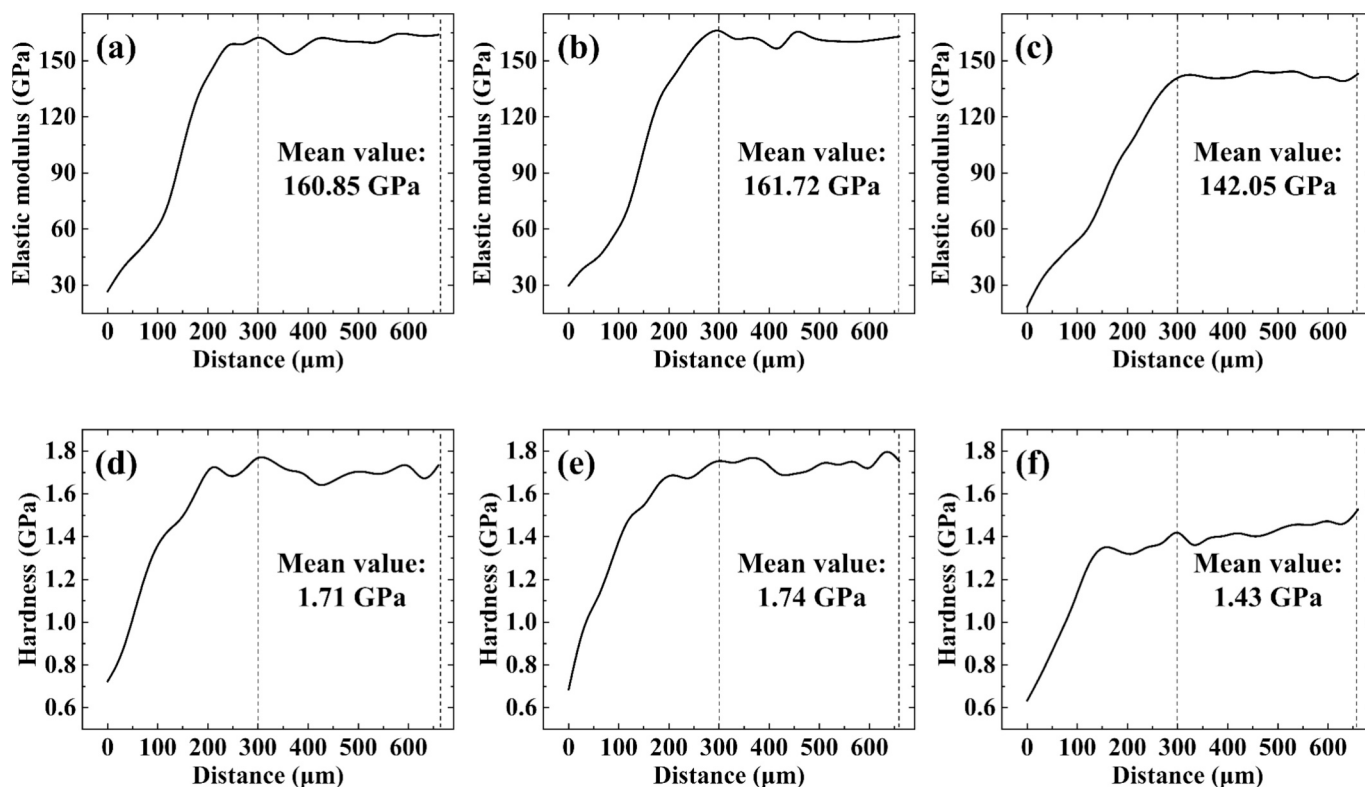 (a)
Elastic modulus (GPa)
150
120
90
60
30
Mean value:
160.85 GPa
0 100 200 300 400 500 600
Distance (μm)
(b)
Elastic modulus (GPa)
150
120
90
60
30
Mean value:
161.72 GPa
0 100 200 300 400 500 600
Distance (μm)
(c)
Elastic modulus (GPa)
150
120
90
60
30
Mean value:
142.05 GPa
0 100 200 300 400 500 600
Distance (μm)
(d)
Hardness (GPa)
1.8
1.6
1.4
1.2
1.0
0.8
0.6
Mean value:
1.71 GPa
0 100 200 300 400 500 600
Distance (μm)
(e)
Hardness (GPa)
1.8
1.6
1.4
1.2
1.0
0.8
0.6
Mean value:
1.74 GPa
0 100 200 300 400 500 600
Distance (μm)
(f)
Hardness (GPa)
1.8
1.6
1.4
1.2
1.0
0.8
0.6
Mean value:
1.43 GPa
0 100 200 300 400 500 600
Distance (μm)